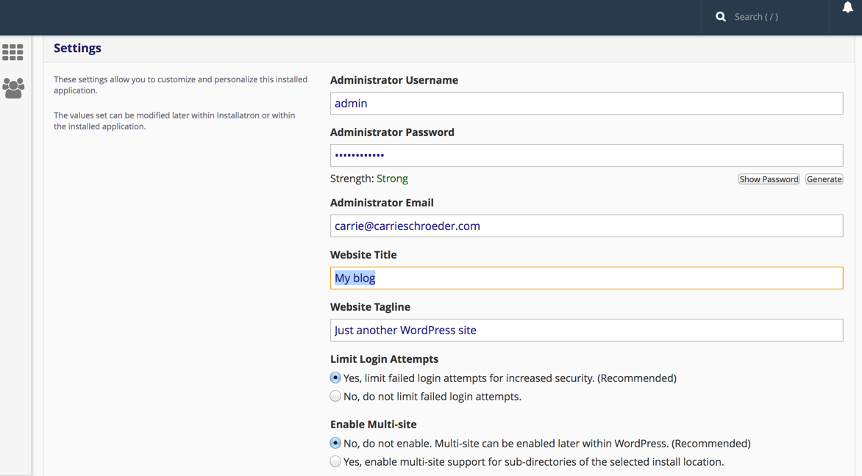 Search ( / )
Settings
These settings allow you to customize and personalize this installed
application.
The values set can be modified later within Installatron or within
the installed application.
Administrator Username
admin
Administrator Password
••••••••••••
Strength: Strong
Show Password
Generate
Administrator Email
carrie@carrieschroeder.com
Website Title
My blog
Website Tagline
Just another WordPress site
Limit Login Attempts
Yes, limit failed login attempts for increased security. (Recommended)
No, do not limit failed login attempts.
Enable Multi-site
No, do not enable. Multi-site can be enabled later within WordPress. (Recommended)
Yes, enable multi-site support for sub-directories of the selected install location.